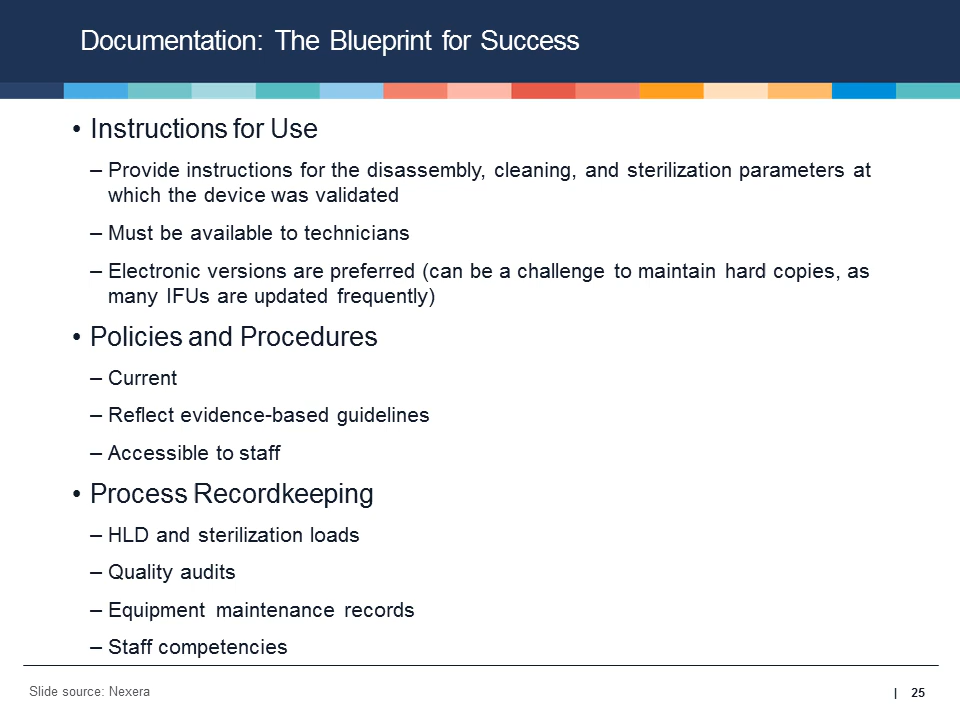 Documentation: The Blueprint for Success
• Instructions for Use
– Provide instructions for the disassembly, cleaning, and sterilization parameters at
which the device was validated
– Must be available to technicians
– Electronic versions are preferred (can be a challenge to maintain hard copies, as
many IFUs are updated frequently)
• Policies and Procedures
– Current
– Reflect evidence-based guidelines
– Accessible to staff
• Process Recordkeeping
– HLD and sterilization loads
– Quality audits
– Equipment maintenance records
– Staff competencies
Slide source: Nexera
| 25